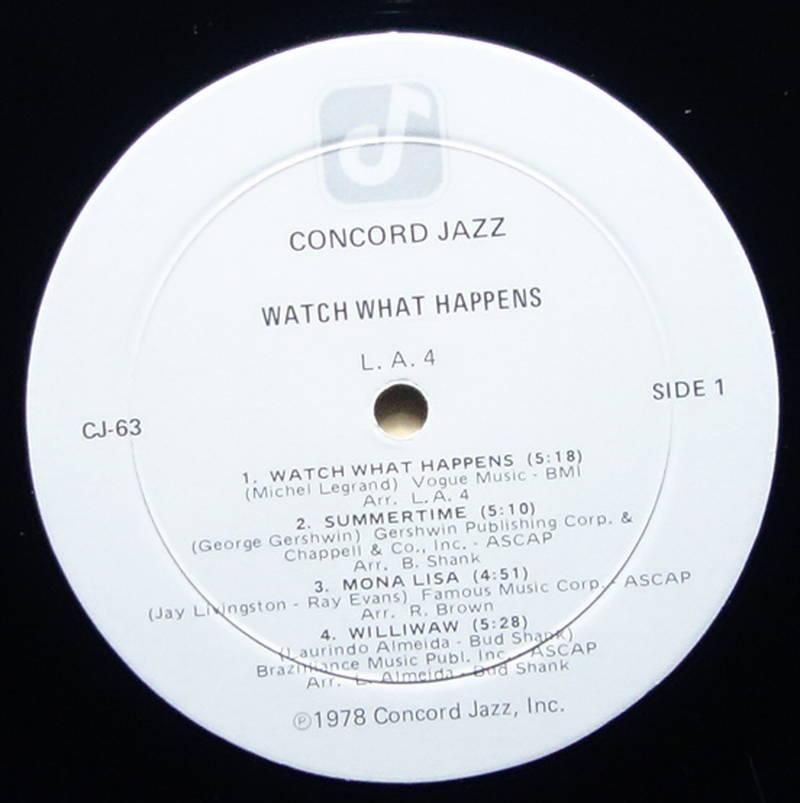 CONCORD JAZZ
WATCH WHAT HAPPENS
L. A. 4
CJ-63
SIDE 1
1. WATCH WHAT HAPPENS (5:18)
(Michel Legrand) Vogue Music - BMI
Arr. L. A. 4
2. SUMMERTIME (5:10)
(George Gershwin) Gershwin Publishing Corp. &
Chappell & Co., Inc. - ASCAP
Arr. B. Shank
3. MONA LISA (4:51)
(Jay Livingston - Ray Evans) Famous Music Corp. - ASCAP
Arr. R. Brown
4. WILLIWAW (5:28)
(Laurindo Almeida - Bud Shank)
Brazilliance Music Publ. Inc. - ASCAP
Arr. L. Almeida - Bud Shank
℗1978 Concord Jazz, Inc.